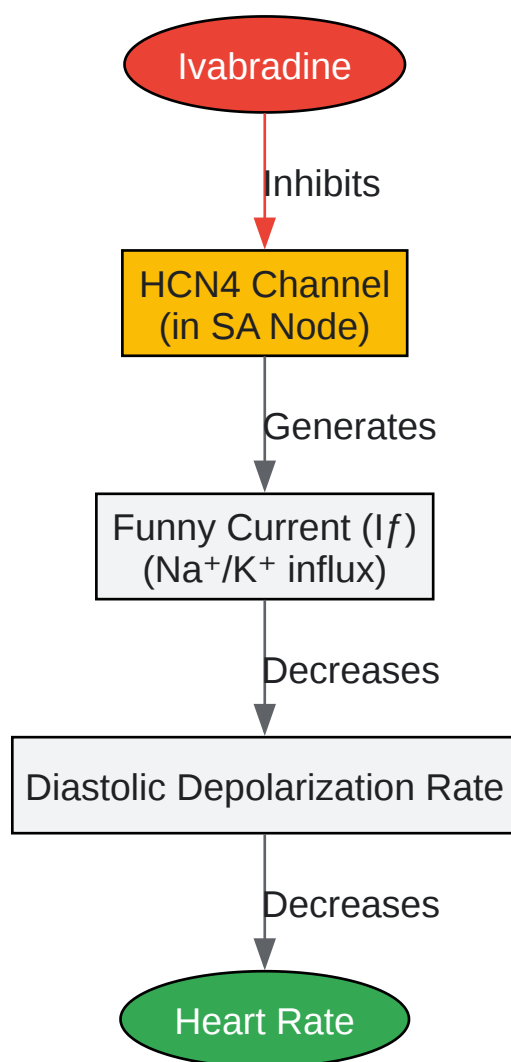 Ivabradine
Inhibits
HCN4 Channel
(in SA Node)
Generates
Funny Current (Iƒ)
(Na⁺/K⁺ influx)
Decreases
Diastolic Depolarization Rate
Decreases
Heart Rate